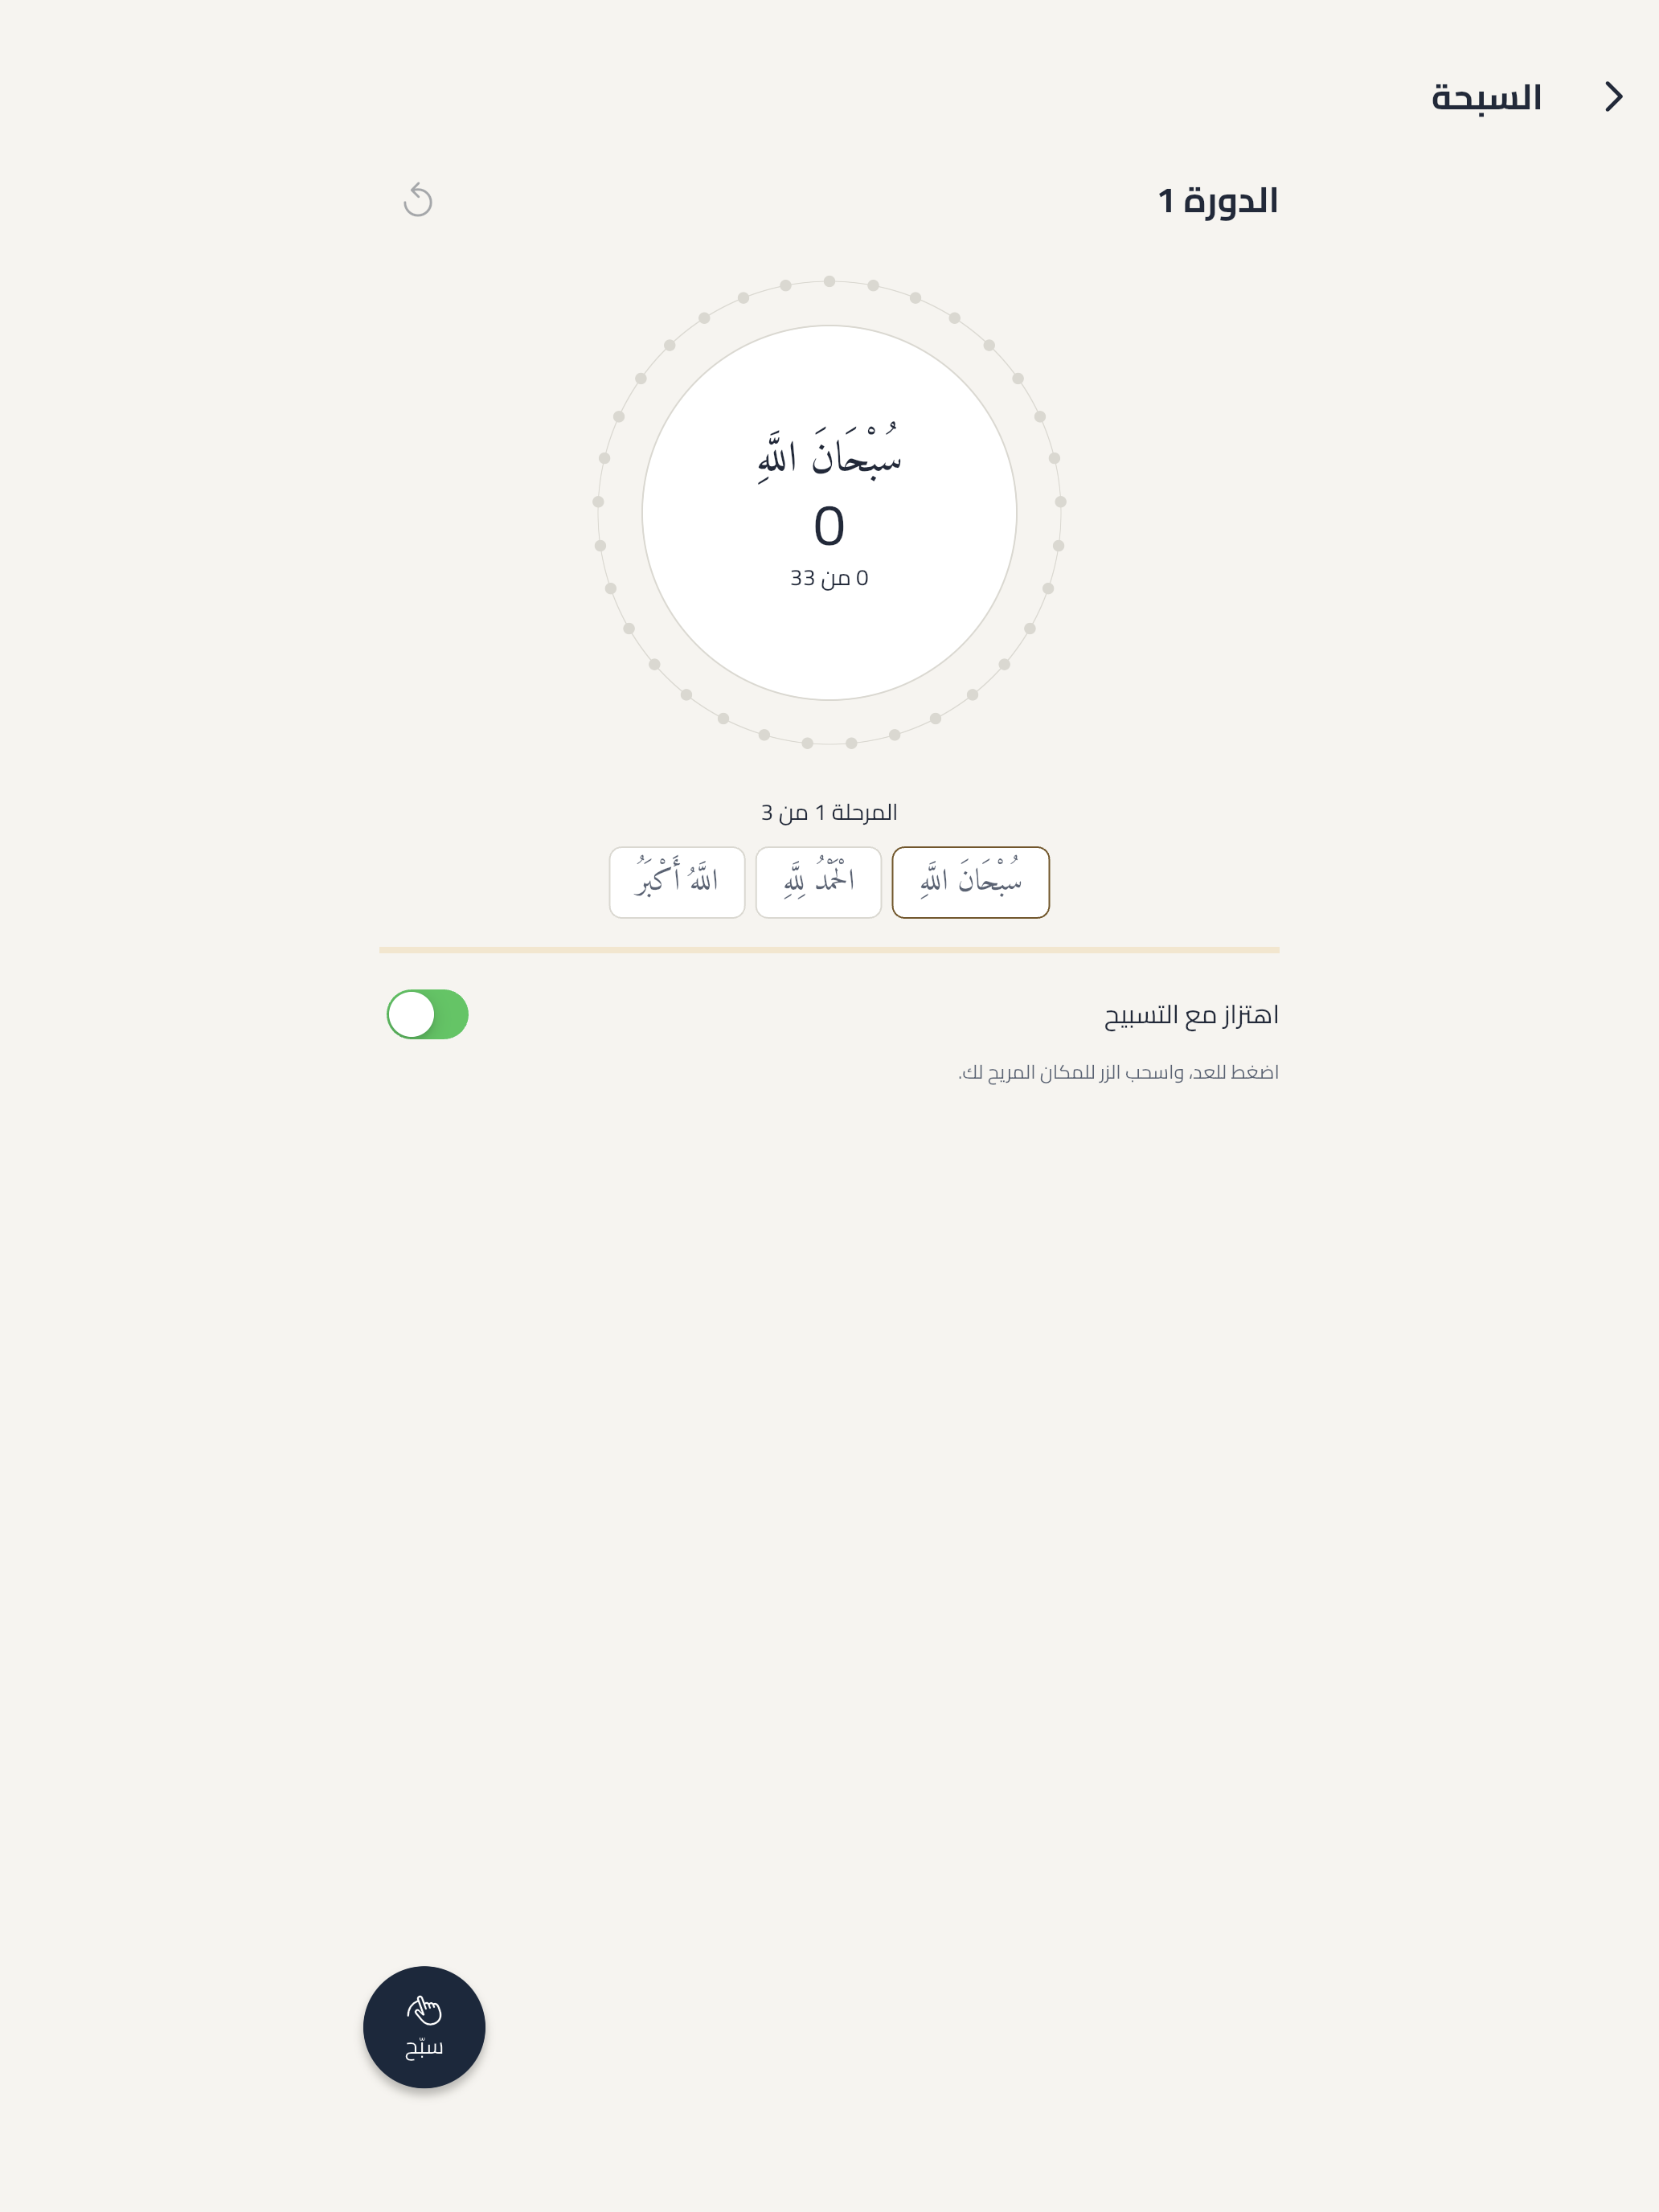 السبحة
الدورة 1
سُبْحَانَ اللَّهِ
0
0 من 33
المرحلة 1 من 3
سُبْحَانَ اللَّهِ
الْحَمْدُ لِلَّهِ
اللَّهُ أَكْبَرُ
اهتزاز مع التسبيح
اضغط للعد، واسحب الزر للمكان المريح لك.
سبّح